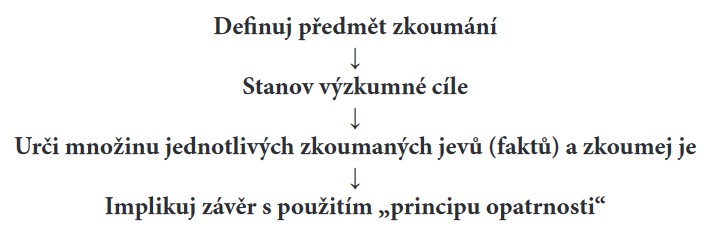 Definuj předmět zkoumání
↓
Stanov výzkumné cíle
↓
Urči množinu jednotlivých zkoumaných jevů (faktů) a zkoumej je
↓
Implikuj závěr s použitím „principu opatrnosti“